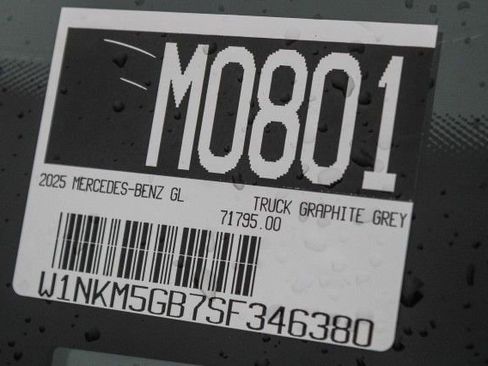 M0801
2025 MERCEDES-BENZ GL TRUCK GRAPHITE GREY
71795.00
W1NKM5GB7SF346380